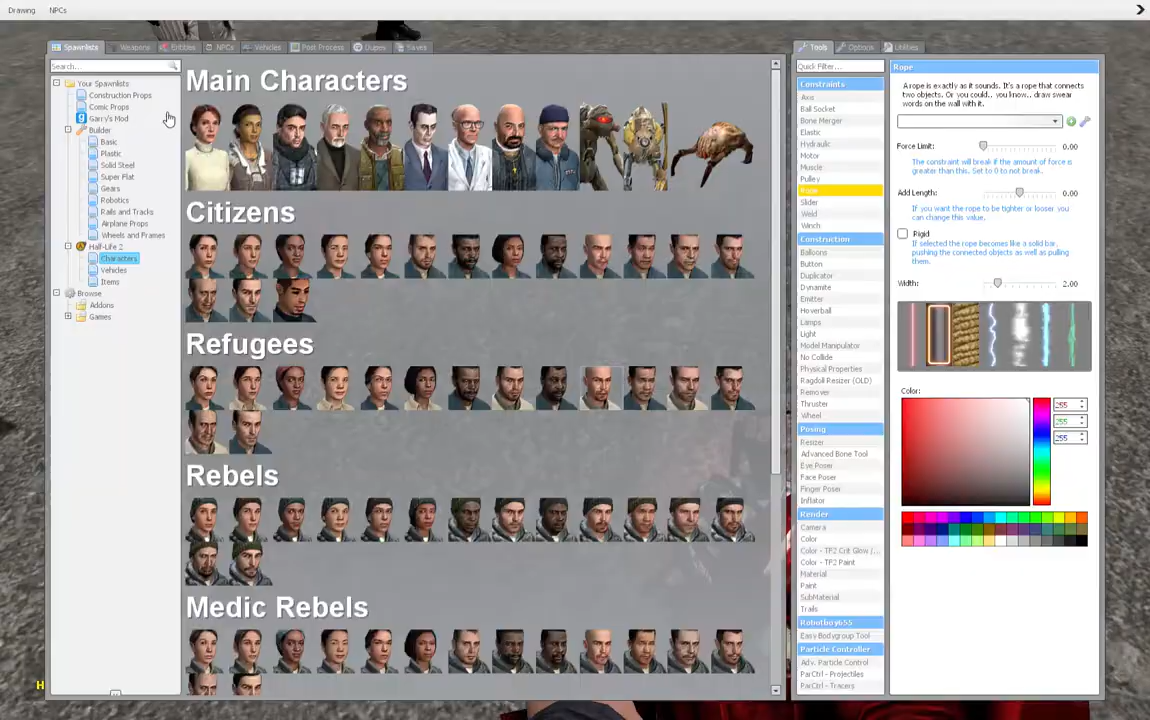 Drawing NPCs
Spawnlists Weapons Entities NPCs Vehicles Post Process Dupes Saves
Search...
Your Spawnlists
Construction Props
Comic Props
Garry's Mod
Builder
Basic
Plastic
Solid Steel
Super Flat
Gears
Robotics
Rails and Tracks
Airplane Props
Wheels and Frames
Half-Life 2
Characters
Vehicles
Items
Browse
Addons
Games
Main Characters
Citizens
Refugees
Rebels
Medic Rebels
Tools Options Utilities
Quick Filter...
Constraints
Axis
Ball Socket
Bone Merger
Elastic
Hydraulic
Motor
Muscle
Pulley
Rope
Slider
Weld
Winch
Construction
Balloons
Button
Duplicator
Dynamite
Emitter
Hoverball
Lamps
Light
Model Manipulator
No Collide
Physical Properties
Ragdoll Resizer (OLD)
Remover
Thruster
Wheel
Posing
Resizer
Advanced Bone Tool
Eye Poser
Face Poser
Finger Poser
Inflator
Render
Camera
Color
Color - TF2 Crit Glow /...
Color - TF2 Paint
Material
Paint
SubMaterial
Trails
Robotboy655
Easy Bodygroup Tool
Particle Controller
Adv. Particle Control
ParCtrl - Projectiles
ParCtrl - Tracers
Rope
A rope is exactly as it sounds. It's a rope that connects
two objects. Or you could.. you know.. draw swear
words on the wall with it.
Force Limit: 0.00
The constraint will break if the amount of force is
greater than this. Set to 0 to not break.
Add Length: 0.00
If you want the rope to be tighter or looser you
can change this value.
Rigid
If selected the rope becomes like a solid bar,
pushing the connected objects as well as pulling
them.
Width: 2.00
Color:
255
255
255
H